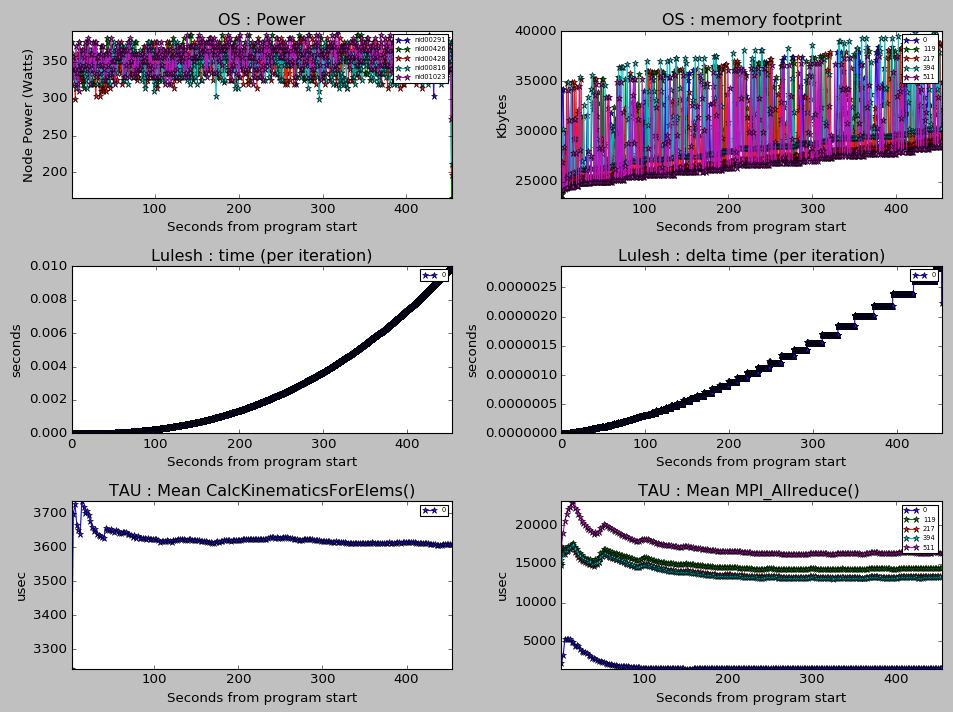 OS : Power
Node Power (Watts)
350
300
250
200
100
200
300
400
Seconds from program start
nid00291
nid00426
nid00428
nid00816
nid01023
OS : memory footprint
Kbytes
40000
35000
30000
25000
100
200
300
400
Seconds from program start
0
119
217
394
511
Lulesh : time (per iteration)
seconds
0.010
0.008
0.006
0.004
0.002
0.000
0
100
200
300
400
Seconds from program start
0
Lulesh : delta time (per iteration)
seconds
0.0000025
0.0000020
0.0000015
0.0000010
0.0000005
0.0000000
0
100
200
300
400
Seconds from program start
0
TAU : Mean CalcKinematicsForElems()
usec
3700
3600
3500
3400
3300
100
200
300
400
Seconds from program start
0
TAU : Mean MPI_Allreduce()
usec
20000
15000
10000
5000
100
200
300
400
Seconds from program start
0
119
217
394
511